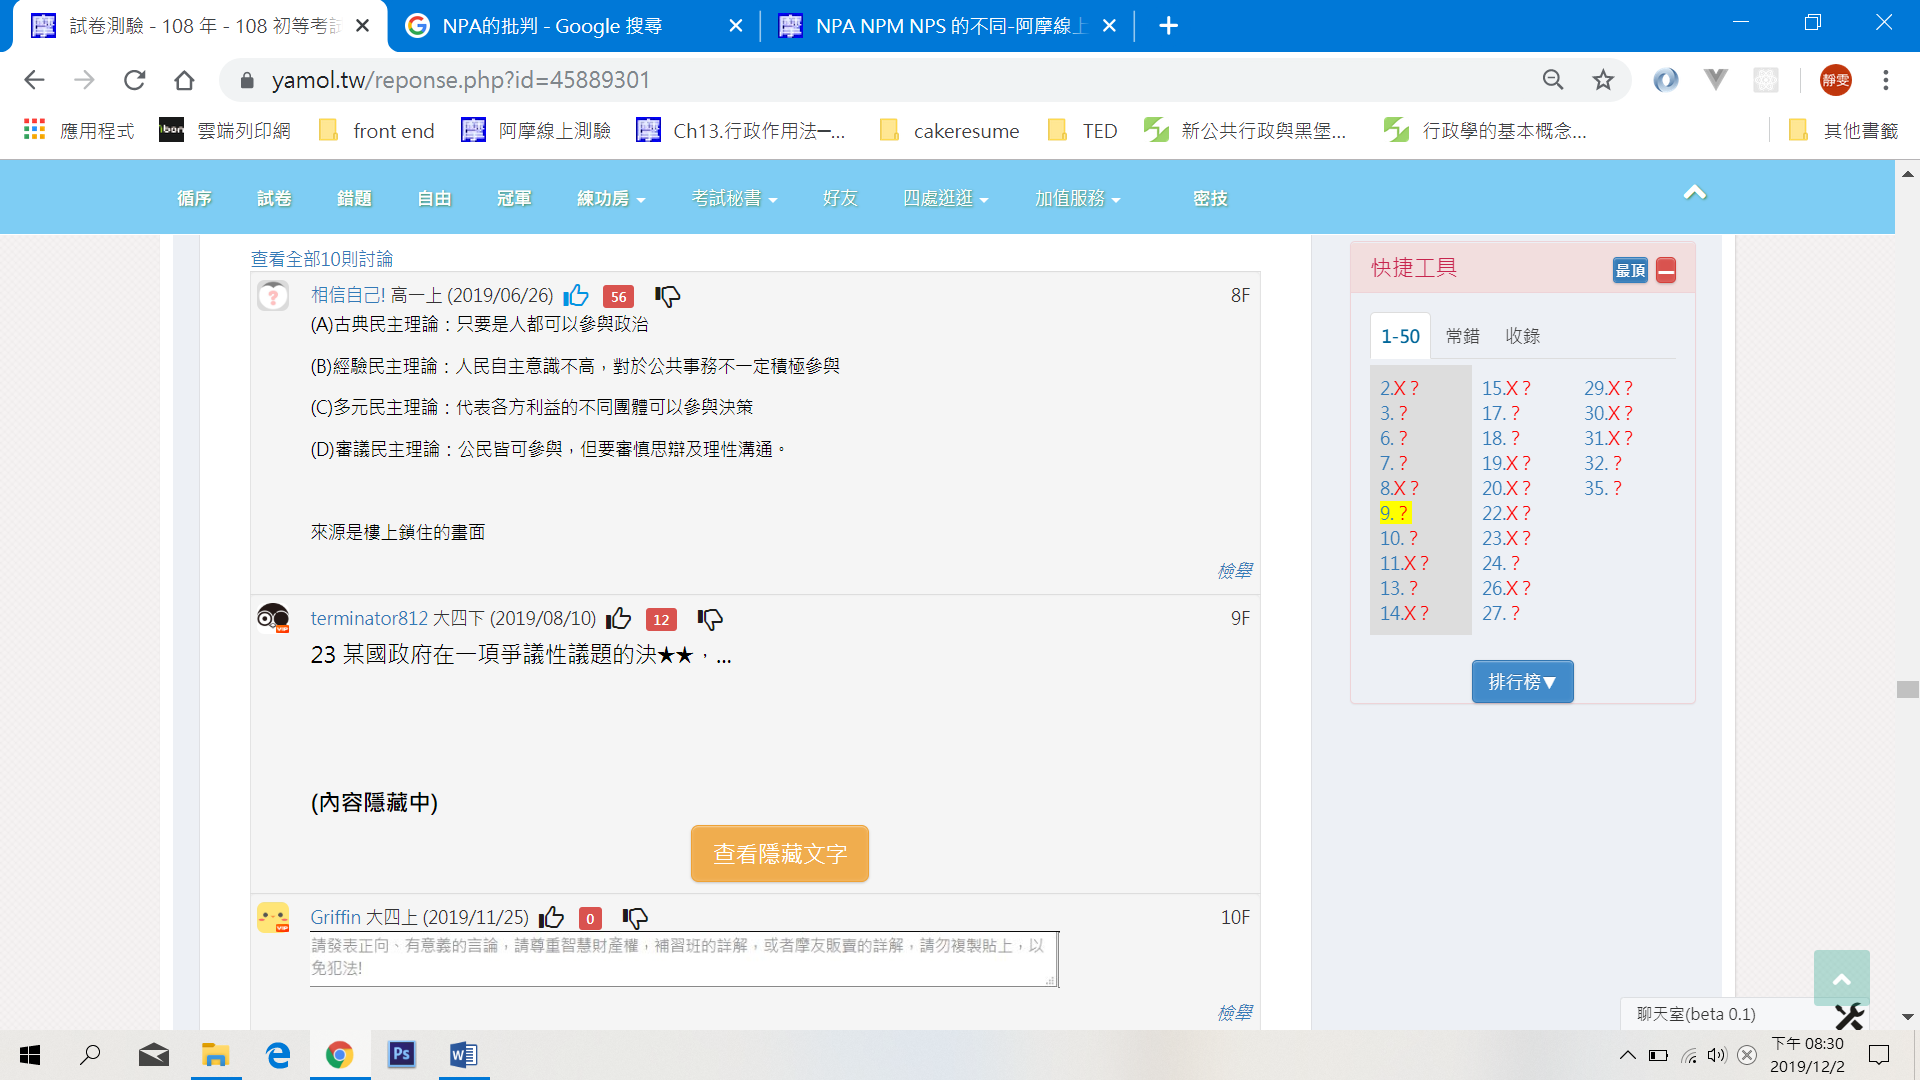 試卷測驗 - 108 年 - 108 初等考試
NPA的批判 - Google 搜尋
NPA NPM NPS 的不同-阿摩線上
yamol.tw/reponse.php?id=45889301
靜雯
應用程式
ibon
雲端列印網
front end
摩
阿摩線上測驗
摩
Ch13.行政作用法─...
cakeresume
TED
新公共行政與黑堡...
行政學的基本概念...
其他書籤
循序
試卷
錯題
自由
冠軍
練功房
考試秘書
好友
四處逛逛
加值服務
密技
查看全部10則討論
相信自己! 高一上 (2019/06/26) 56 8F
(A)古典民主理論：只要是人都可以參與政治
(B)經驗民主理論：人民自主意識不高，對於公共事務不一定積極參與
(C)多元民主理論：代表各方利益的不同團體可以參與決策
(D)審議民主理論：公民皆可參與，但要審慎思辯及理性溝通。
來源是樓上鎖住的畫面
檢舉
terminator812 大四下 (2019/08/10) 12 9F
23 某國政府在一項爭議性議題的決★★，...
(內容隱藏中)
查看隱藏文字
Griffin 大四上 (2019/11/25) 0 10F
請發表正向、有意義的言論，請尊重智慧財產權，補習班的詳解，或者摩友販賣的詳解，請勿複製貼上，以
免犯法!
檢舉
快捷工具
最頂
1-50 常錯 收錄
2.X ?
3. ?
6. ?
7. ?
8.X ?
9. ?
10. ?
11.X ?
13. ?
14.X ?
15.X ?
17. ?
18. ?
19.X ?
20.X ?
22.X ?
23.X ?
24. ?
26.X ?
27. ?
29.X ?
30.X ?
31.X ?
32. ?
35. ?
排行榜▼
聊天室(beta 0.1)
Ps
下午 08:30
2019/12/2